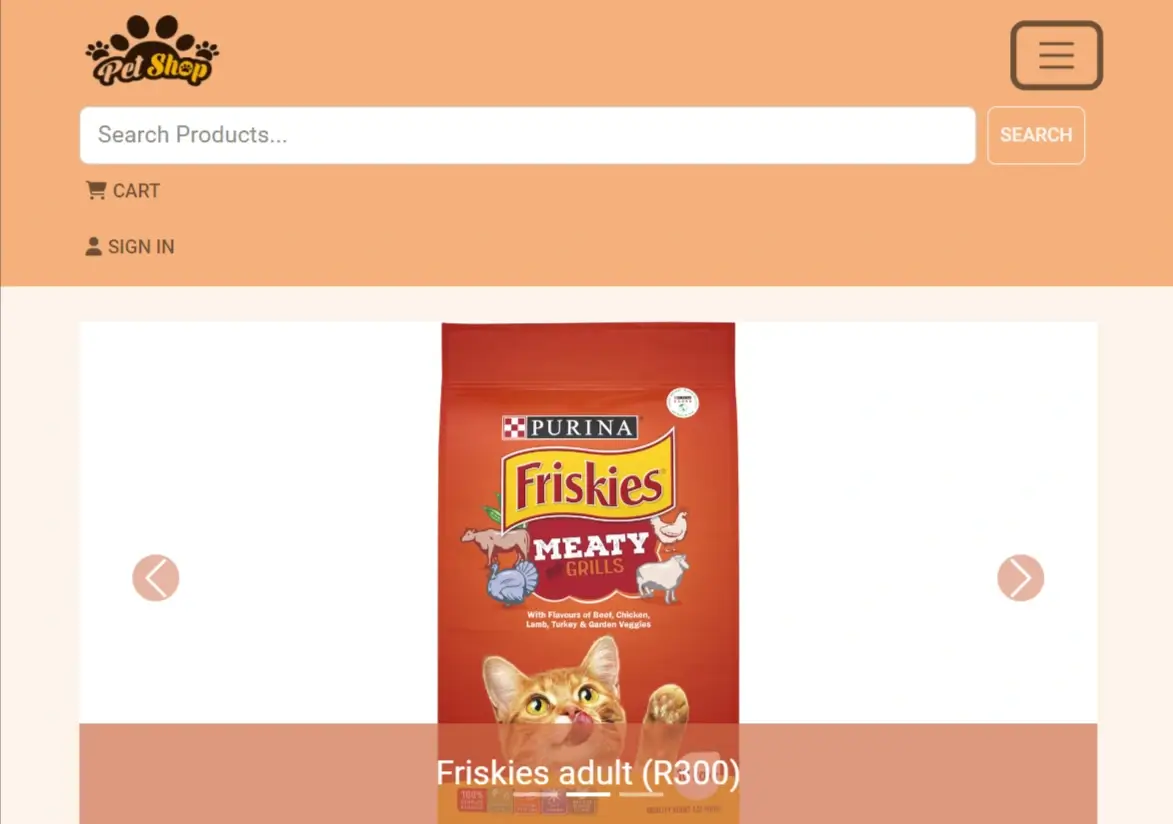 Pet Shop
Search Products...
SEARCH
CART
SIGN IN
PURINA
Friskies
MEATY
GRILLS
With Flavours of Beef, Chicken,
Lamb, Turkey & Garden Veggies
Friskies adult (R300)
100%